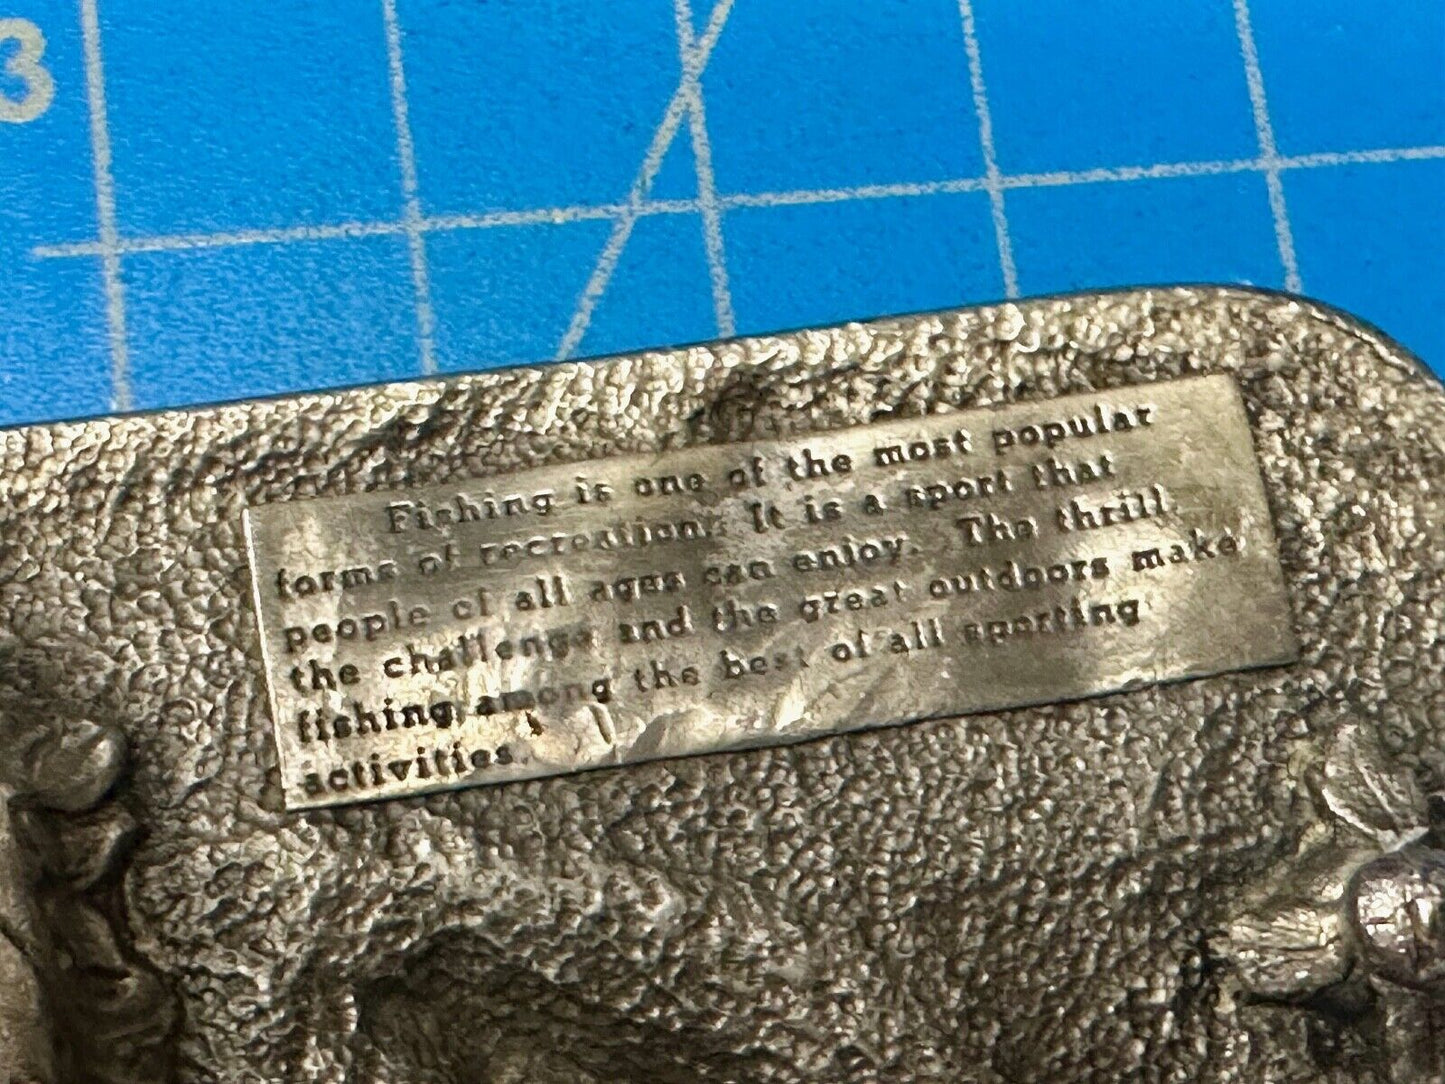 3
Fishing is one of the most popular
forms of recreation. It is a sport that
people of all ages can enjoy. The thrill,
the challenge and the great outdoors make
fishing among the best of all sporting
activities.